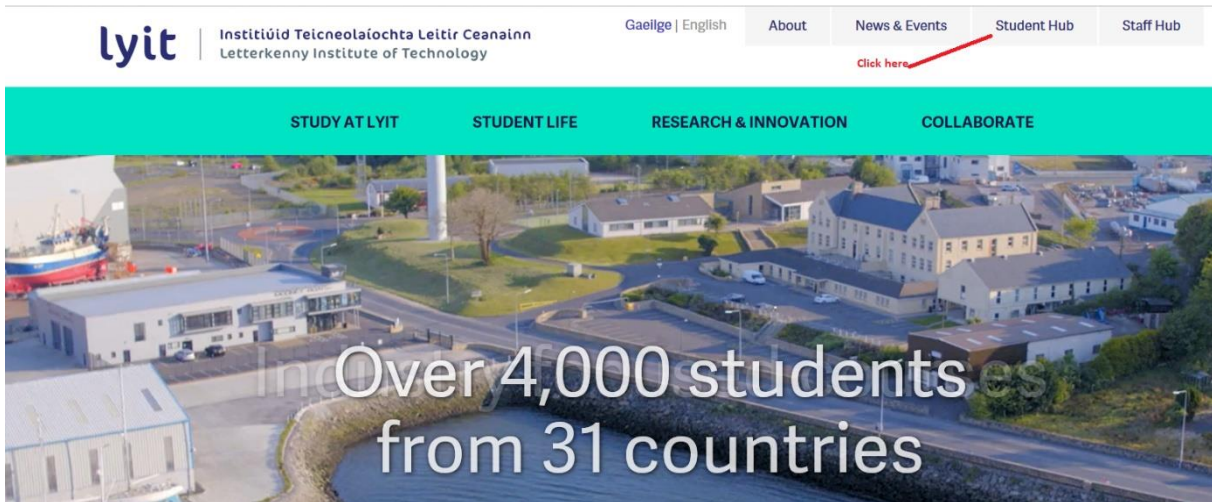 lyit
Institiúid Teicneolaíochta Leitir Ceanainn
Letterkenny Institute of Technology
Gaeilge | English
About
News & Events
Student Hub
Staff Hub
Click here
STUDY AT LYIT
STUDENT LIFE
RESEARCH & INNOVATION
COLLABORATE
Over 4,000 students
from 31 countries